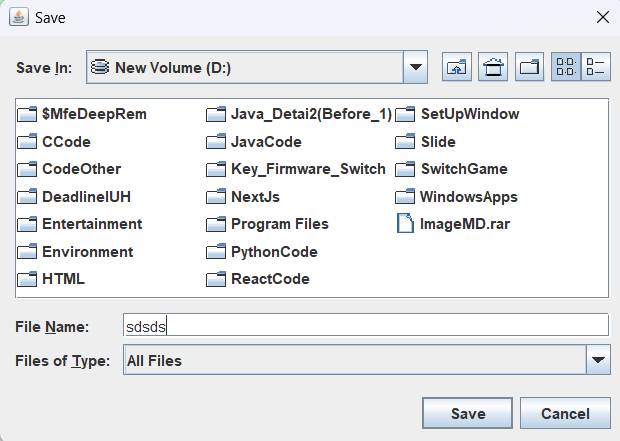 Save
Save In: New Volume (D:)
$MfeDeepRem Java_Detai2(Before_1) SetUpWindow
CCode JavaCode Slide
CodeOther Key_Firmware_Switch SwitchGame
DeadlineIUH NextJs WindowsApps
Entertainment Program Files ImageMD.rar
Environment PythonCode
HTML ReactCode
File Name: sdsds
Files of Type: All Files
Save Cancel